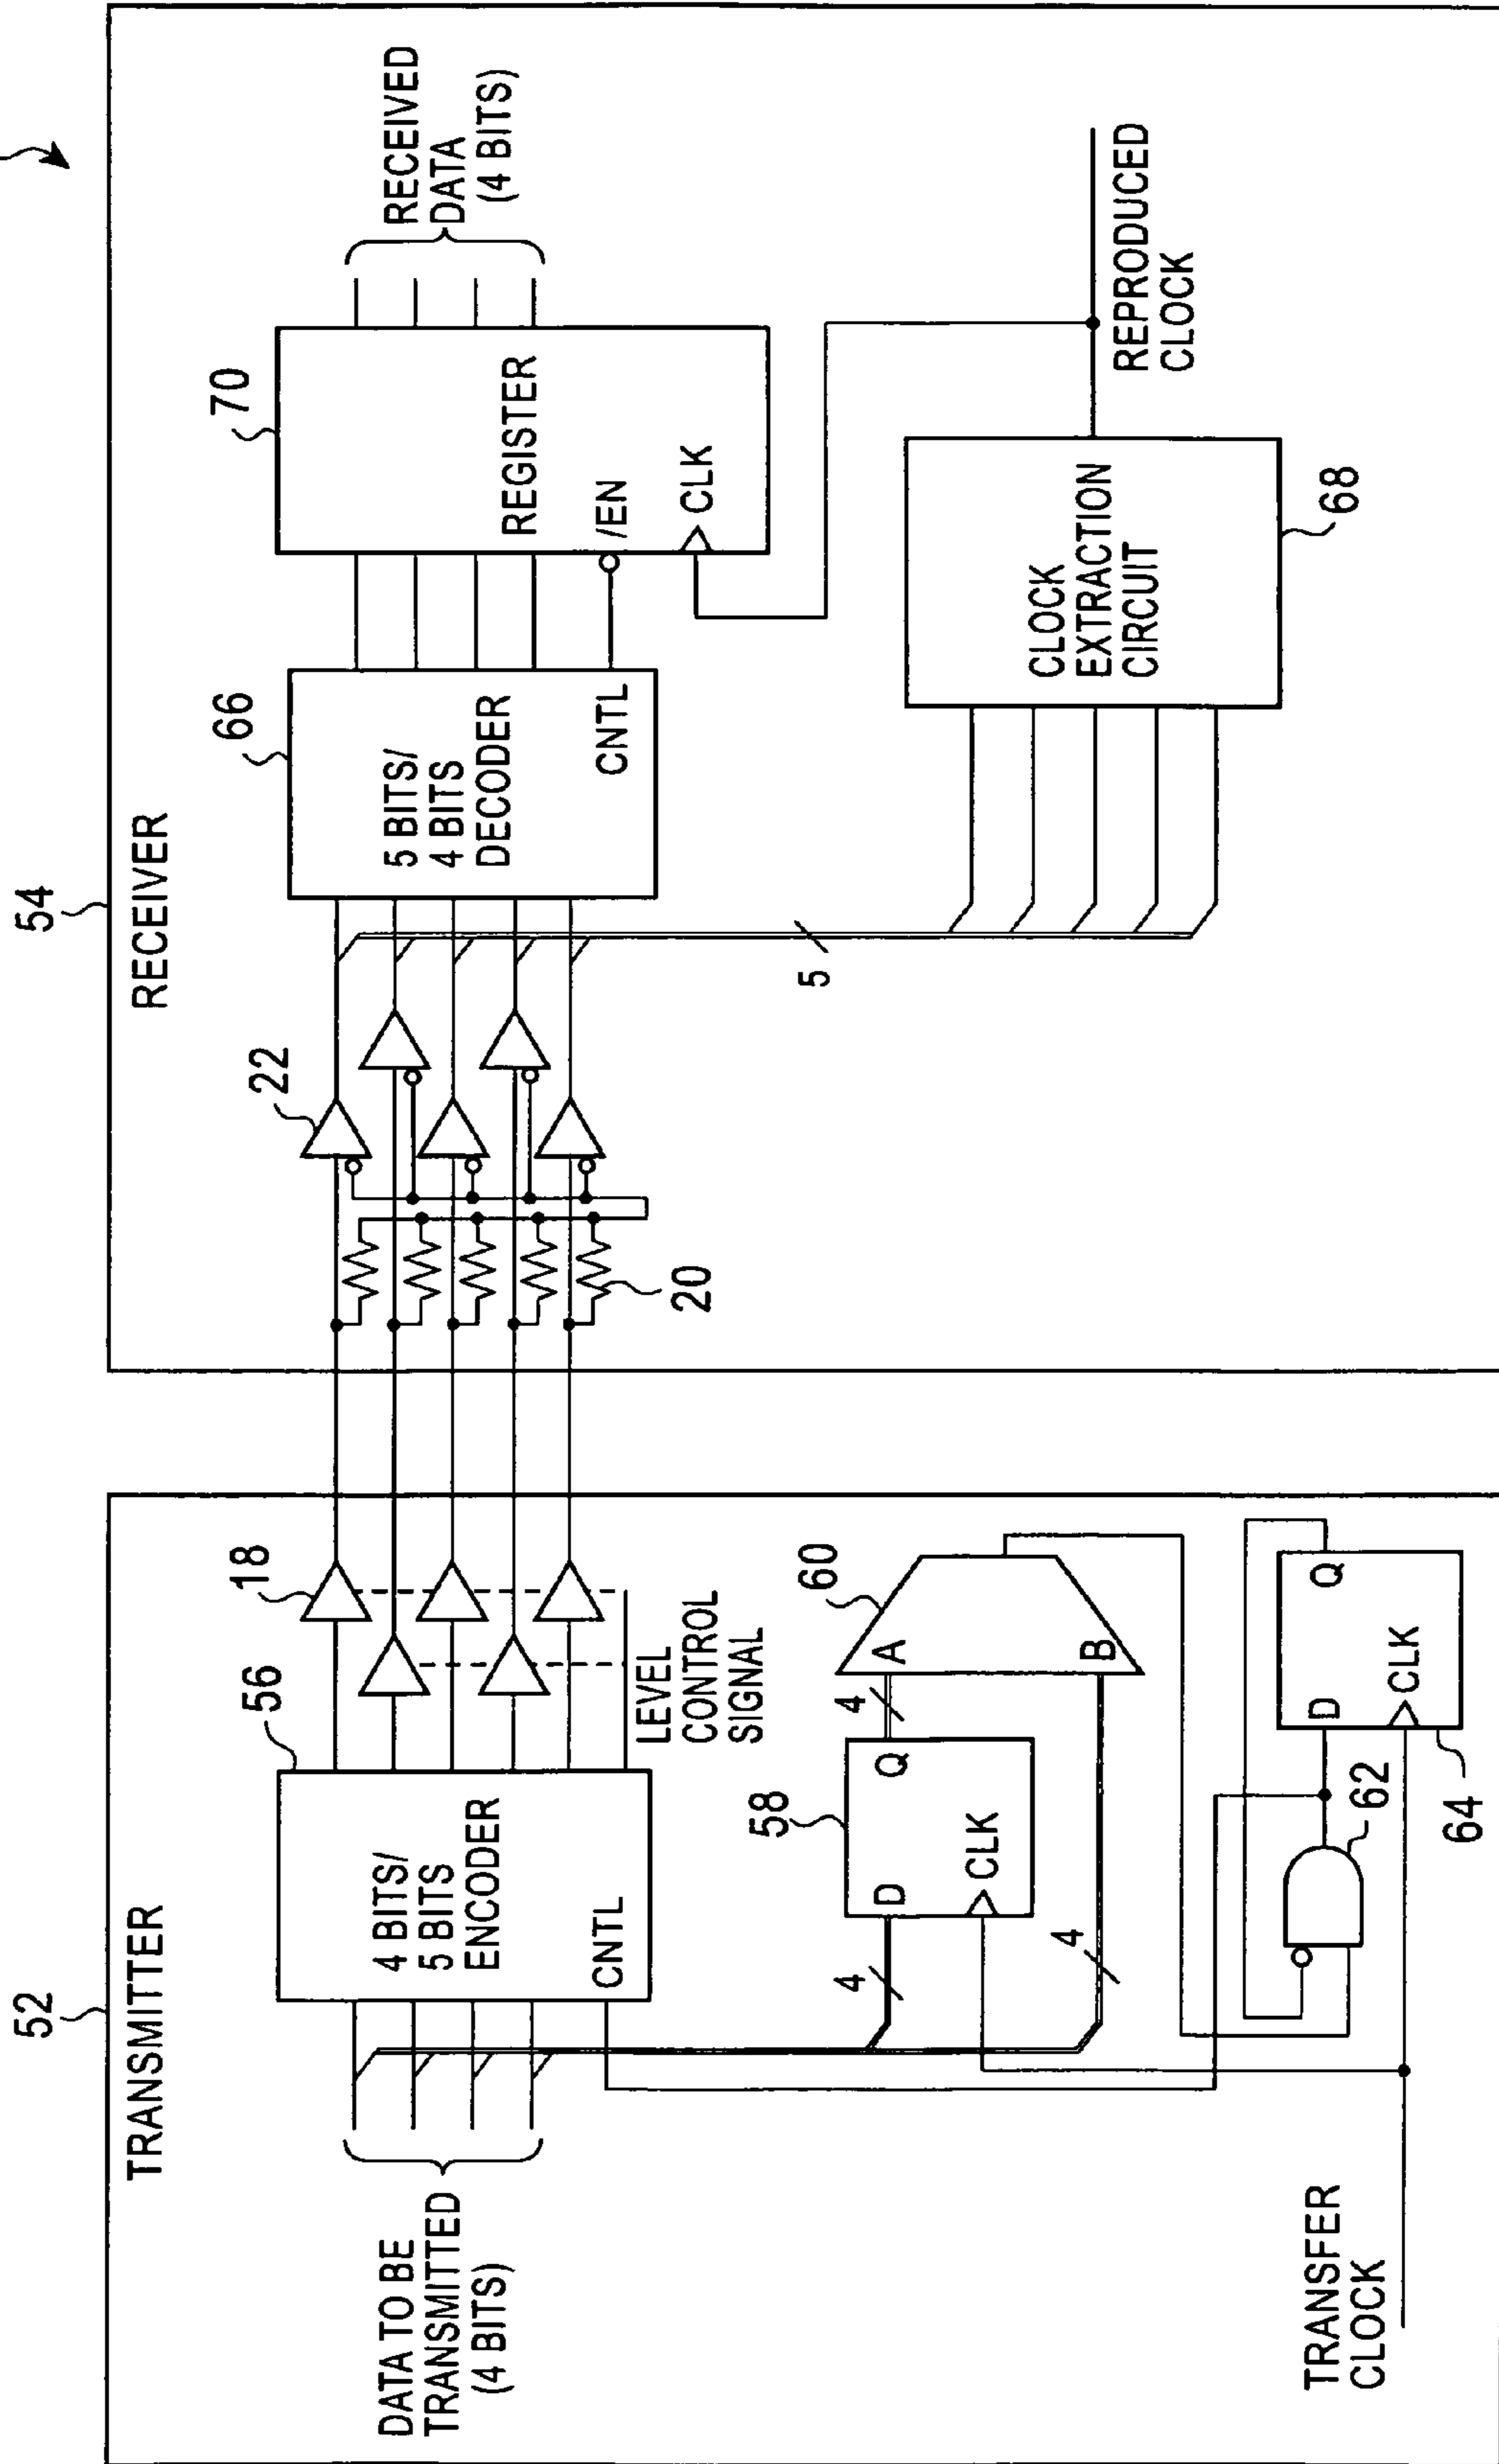 52
TRANSMITTER
DATA TO BE
TRANSMITTED
(4 BITS)
56
4 BITS/
5 BITS
ENCODER
CNTL
18
LEVEL
CONTROL
SIGNAL
58
D
Q
CLK
4
4
4
60
A
B
62
64
D
Q
CLK
TRANSFER
CLOCK
54
RECEIVER
22
20
5
66
5 BITS/
4 BITS
DECODER
CNTL
70
REGISTER
/EN
CLK
RECEIVED
DATA
(4 BITS)
CLOCK
EXTRACTION
CIRCUIT
68
REPRODUCED
CLOCK